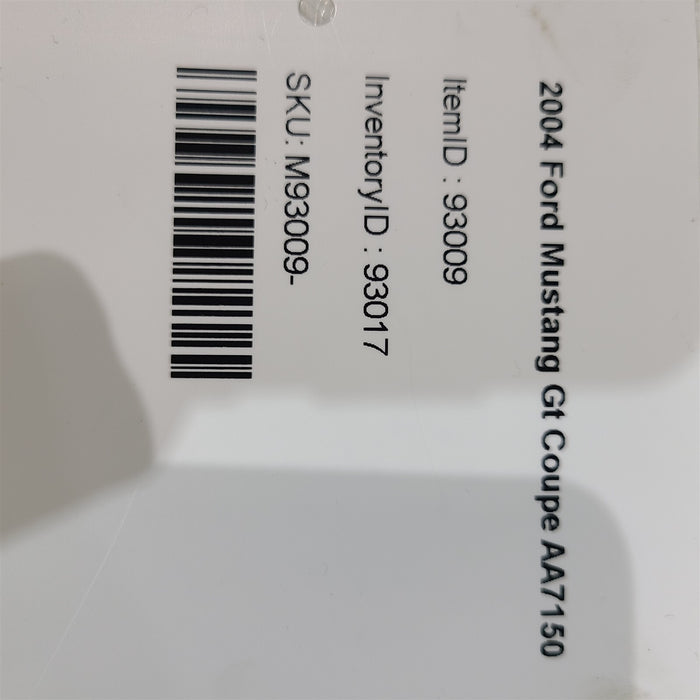 2004 Ford Mustang Gt Coupe AA7150
ItemID : 93009
InventoryID : 93017
SKU: M93009-